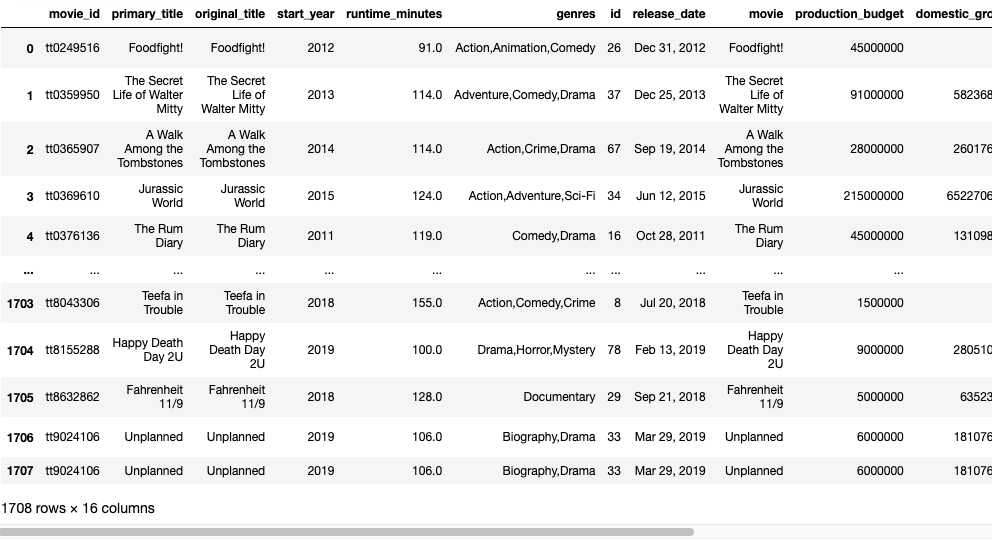 movie_id primary_title original_title start_year runtime_minutes genres id release_date movie production_budget domestic_gro
0 tt0249516 Foodfight! Foodfight! 2012 91.0 Action,Animation,Comedy 26 Dec 31, 2012 Foodfight! 45000000
The Secret The Secret The Secret
1 tt0359950 Life of Walter Life of 2013 114.0 Adventure,Comedy,Drama 37 Dec 25, 2013 Life of 91000000 582368
Mitty Walter Mitty Walter Mitty
A Walk A Walk A Walk
2 tt0365907 Among the Among the 2014 114.0 Action,Crime,Drama 67 Sep 19, 2014 Among the 28000000 260176
Tombstones Tombstones Tombstones
3 tt0369610 Jurassic Jurassic 2015 124.0 Action,Adventure,Sci-Fi 34 Jun 12, 2015 Jurassic 215000000 6522706
World World World
4 tt0376136 The Rum The Rum 2011 119.0 Comedy,Drama 16 Oct 28, 2011 The Rum 45000000 131098
Diary Diary Diary
... ... ... ... ... ... ... ... ... ... ...
1703 tt8043306 Teefa in Teefa in 2018 155.0 Action,Comedy,Crime 8 Jul 20, 2018 Teefa in 1500000
Trouble Trouble Trouble
Happy Happy
1704 tt8155288 Happy Death Death Day 2019 100.0 Drama,Horror,Mystery 78 Feb 13, 2019 Death Day 9000000 280510
Day 2U 2U 2U
1705 tt8632862 Fahrenheit Fahrenheit 2018 128.0 Documentary 29 Sep 21, 2018 Fahrenheit 5000000 63523
11/9 11/9 11/9
1706 tt9024106 Unplanned Unplanned 2019 106.0 Biography,Drama 33 Mar 29, 2019 Unplanned 6000000 181076
1707 tt9024106 Unplanned Unplanned 2019 106.0 Biography,Drama 33 Mar 29, 2019 Unplanned 6000000 181076
1708 rows × 16 columns